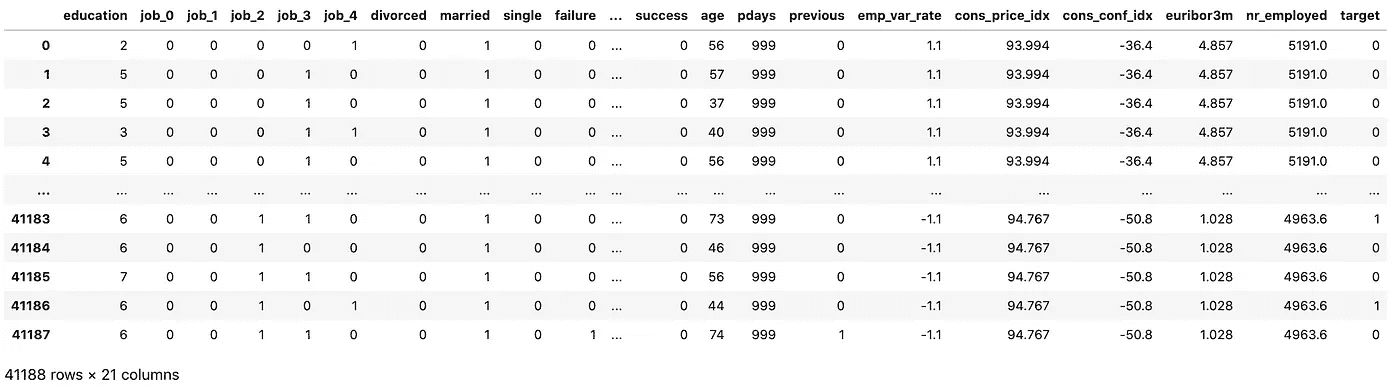 education job_0 job_1 job_2 job_3 job_4 divorced married single failure ... success age pdays previous emp_var_rate cons_price_idx cons_conf_idx euribor3m nr_employed target
0 2 0 0 0 0 1 0 1 0 0 ... 0 56 999 0 1.1 93.994 -36.4 4.857 5191.0 0
1 5 0 0 0 1 0 0 1 0 0 ... 0 57 999 0 1.1 93.994 -36.4 4.857 5191.0 0
2 5 0 0 0 1 0 0 1 0 0 ... 0 37 999 0 1.1 93.994 -36.4 4.857 5191.0 0
3 3 0 0 0 1 1 0 1 0 0 ... 0 40 999 0 1.1 93.994 -36.4 4.857 5191.0 0
4 5 0 0 0 1 0 0 1 0 0 ... 0 56 999 0 1.1 93.994 -36.4 4.857 5191.0 0
... ... ... ... ... ... ... ... ... ... ... ... ... ... ... ... ... ... ... ... ... ...
41183 6 0 0 1 1 0 0 1 0 0 ... 0 73 999 0 -1.1 94.767 -50.8 1.028 4963.6 1
41184 6 0 0 1 0 0 0 1 0 0 ... 0 46 999 0 -1.1 94.767 -50.8 1.028 4963.6 0
41185 7 0 0 1 1 0 0 1 0 0 ... 0 56 999 0 -1.1 94.767 -50.8 1.028 4963.6 0
41186 6 0 0 1 0 1 0 1 0 0 ... 0 44 999 0 -1.1 94.767 -50.8 1.028 4963.6 1
41187 6 0 0 1 1 0 0 1 0 1 ... 0 74 999 1 -1.1 94.767 -50.8 1.028 4963.6 0
41188 rows × 21 columns